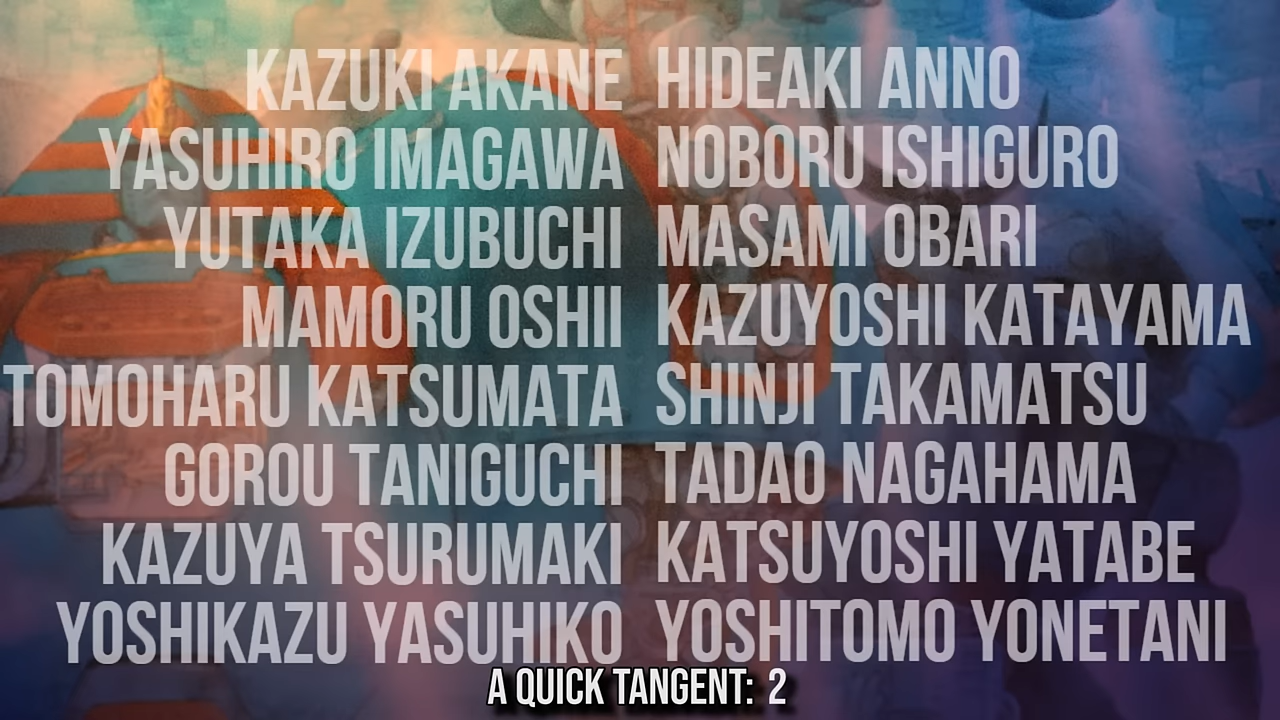 KAZUKI AKANE
YASUHIRO IMAGAWA
YUTAKA IZUBUCHI
MAMORU OSHII
TOMOHARU KATSUMATA
GOROU TANIGUCHI
KAZUYA TSURUMAKI
YOSHIKAZU YASUHIKO
HIDEAKI ANNO
NOBORU ISHIGURO
MASAMI OBARI
KAZUYOSHI KATAYAMA
SHINJI TAKAMATSU
TADAO NAGAHAMA
KATSUYOSHI YATABE
YOSHITOMO YONETANI
A QUICK TANGENT: 2